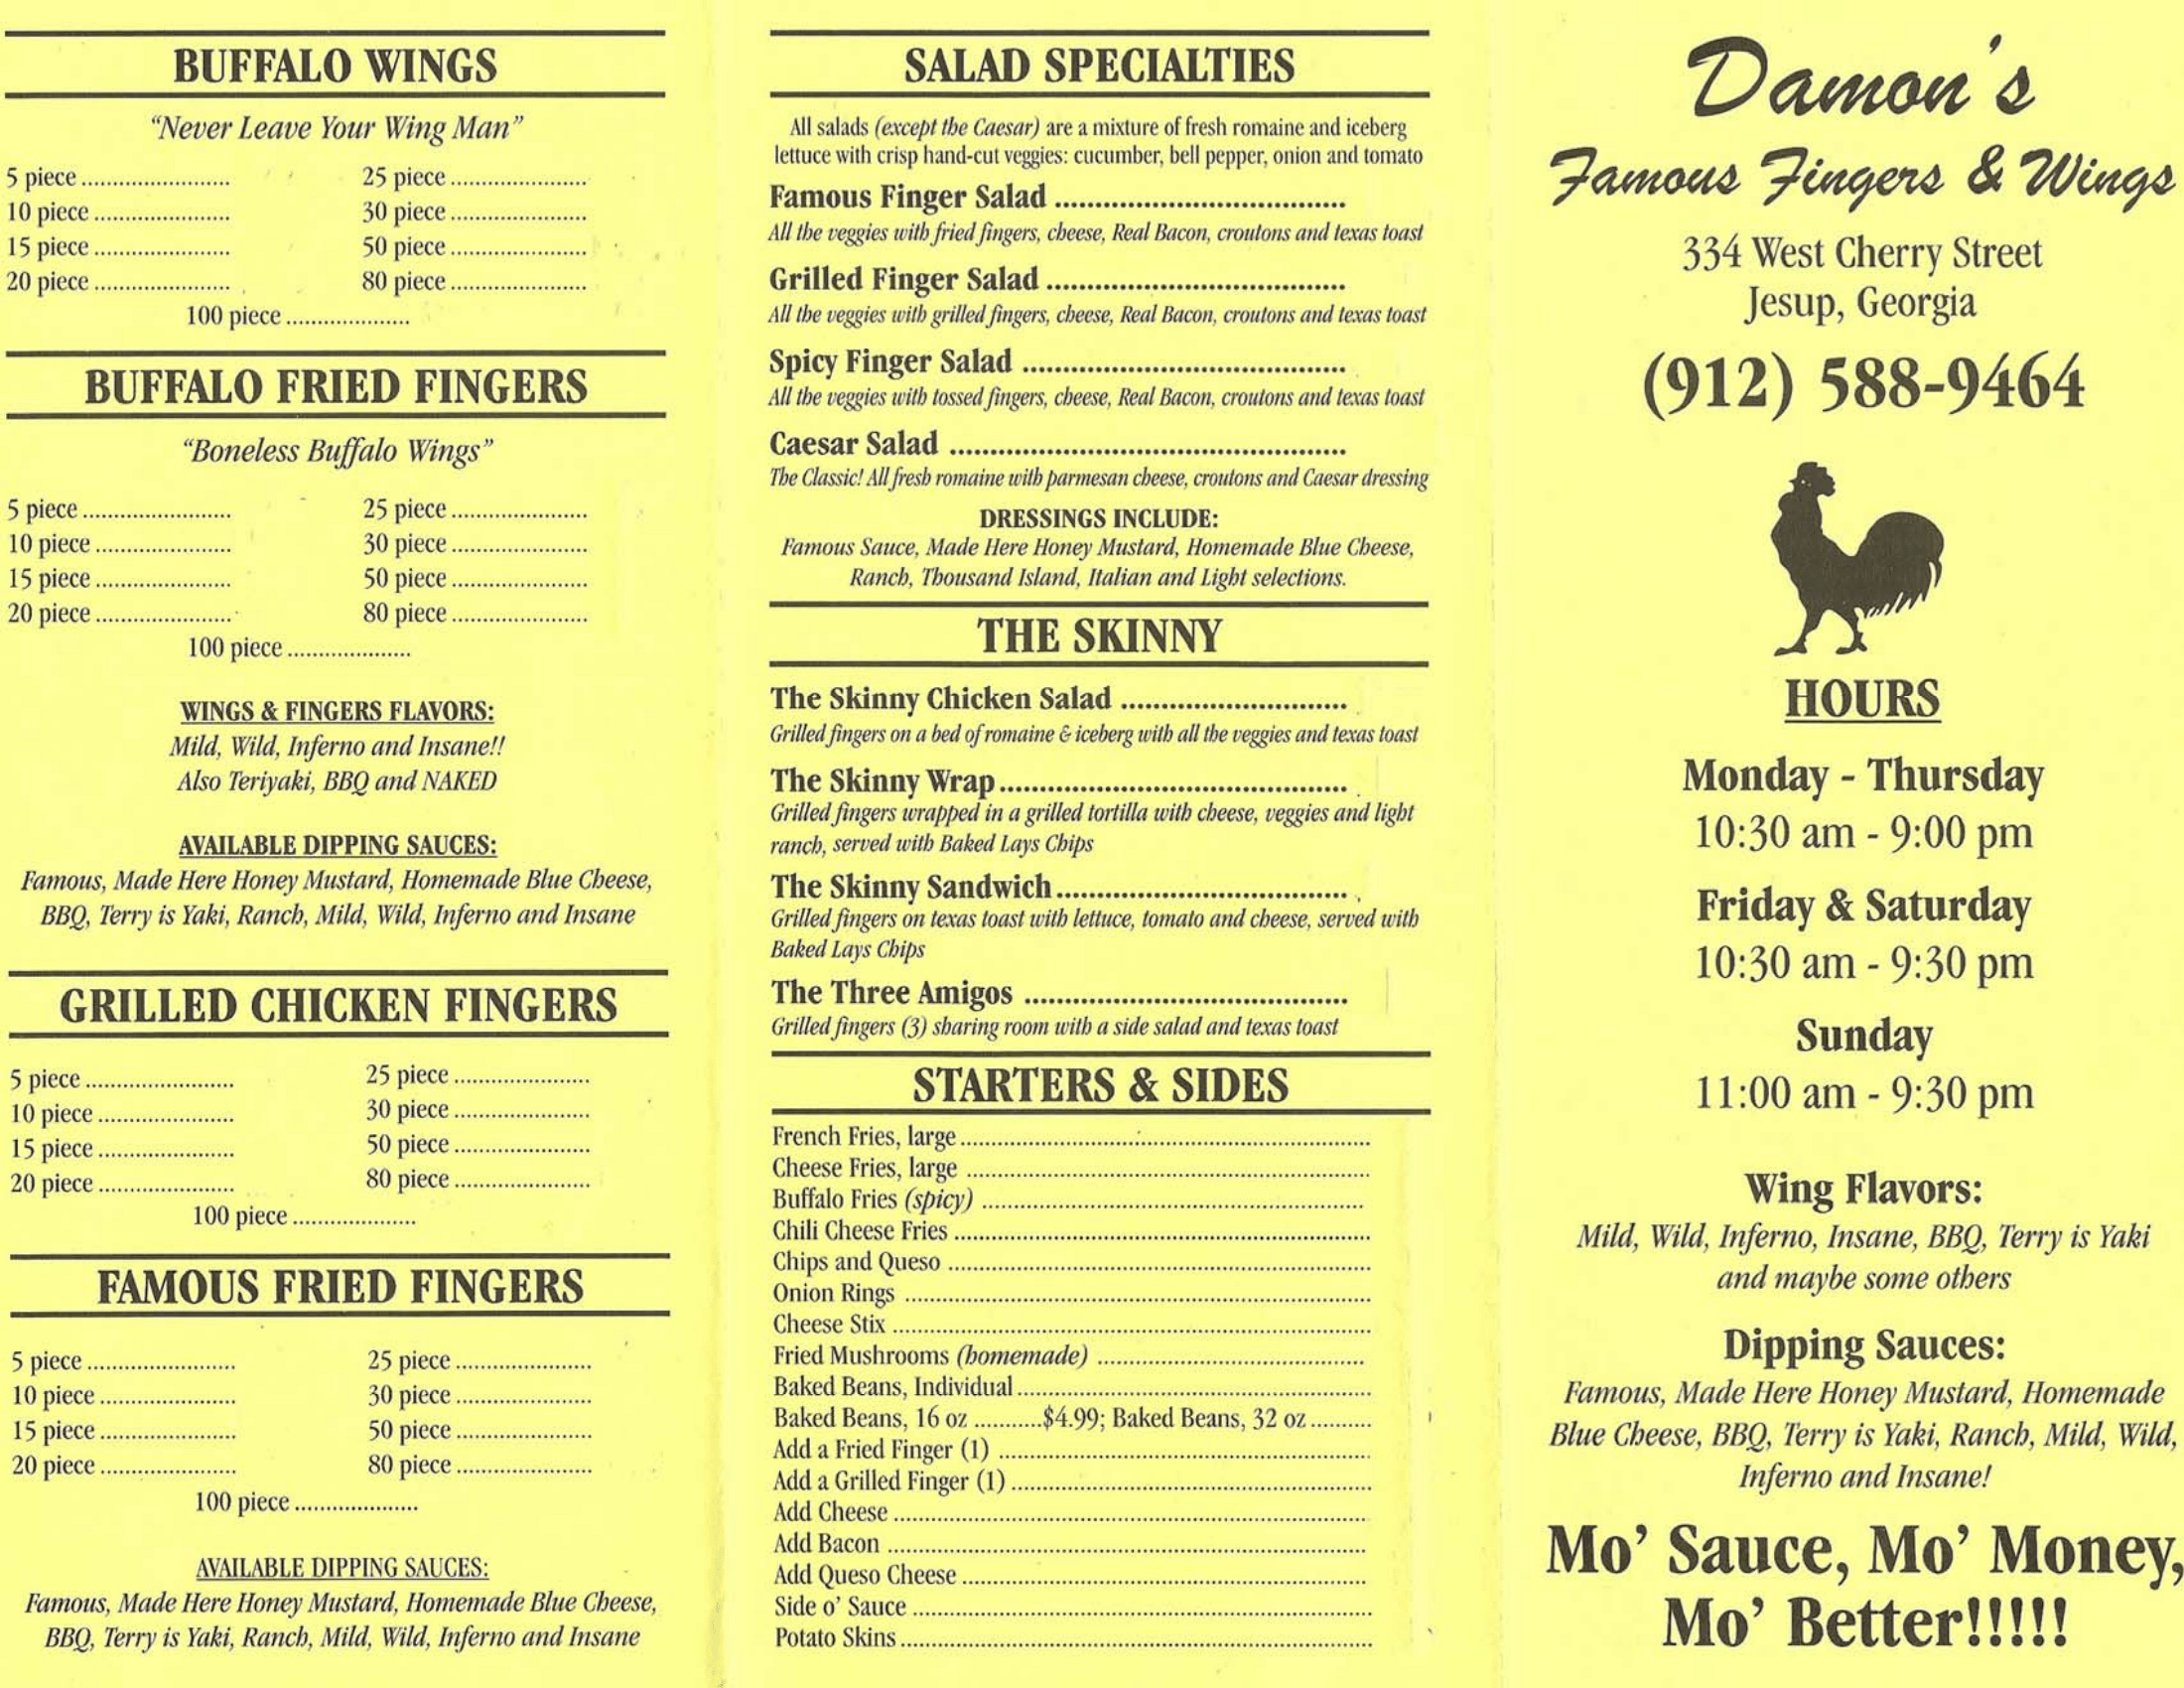 BUFFALO WINGS
“Never Leave Your Wing Man”
5 piece ........................ 25 piece ......................
10 piece ...................... 30 piece ......................
15 piece ...................... 50 piece ......................
20 piece ...................... 80 piece ......................
100 piece ....................
BUFFALO FRIED FINGERS
“Boneless Buffalo Wings”
5 piece ........................ 25 piece ......................
10 piece ...................... 30 piece ......................
15 piece ...................... 50 piece ......................
20 piece ...................... 80 piece ......................
100 piece ....................
WINGS & FINGERS FLAVORS:
Mild, Wild, Inferno and Insane!!
Also Teriyaki, BBQ and NAKED
AVAILABLE DIPPING SAUCES:
Famous, Made Here Honey Mustard, Homemade Blue Cheese,
BBQ, Terry is Yaki, Ranch, Mild, Wild, Inferno and Insane
GRILLED CHICKEN FINGERS
5 piece ........................ 25 piece ......................
10 piece ...................... 30 piece ......................
15 piece ...................... 50 piece ......................
20 piece ...................... 80 piece ......................
100 piece ....................
FAMOUS FRIED FINGERS
5 piece ........................ 25 piece ......................
10 piece ...................... 30 piece ......................
15 piece ...................... 50 piece ......................
20 piece ...................... 80 piece ......................
100 piece ....................
AVAILABLE DIPPING SAUCES:
Famous, Made Here Honey Mustard, Homemade Blue Cheese,
BBQ, Terry is Yaki, Ranch, Mild, Wild, Inferno and Insane
SALAD SPECIALTIES
All salads (except the Caesar) are a mixture of fresh romaine and iceberg
lettuce with crisp hand-cut veggies: cucumber, bell pepper, onion and tomato
Famous Finger Salad ....................................
All the veggies with fried fingers, cheese, Real Bacon, croutons and texas toast
Grilled Finger Salad .....................................
All the veggies with grilled fingers, cheese, Real Bacon, croutons and texas toast
Spicy Finger Salad ........................................
All the veggies with tossed fingers, cheese, Real Bacon, croutons and texas toast
Caesar Salad .................................................
The Classic! All fresh romaine with parmesan cheese, croutons and Caesar dressing
DRESSINGS INCLUDE:
Famous Sauce, Made Here Honey Mustard, Homemade Blue Cheese,
Ranch, Thousand Island, Italian and Light selections.
THE SKINNY
The Skinny Chicken Salad ............................
Grilled fingers on a bed of romaine & iceberg with all the veggies and texas toast
The Skinny Wrap ...........................................
Grilled fingers wrapped in a grilled tortilla with cheese, veggies and light
ranch, served with Baked Lays Chips
The Skinny Sandwich ....................................
Grilled fingers on texas toast with lettuce, tomato and cheese, served with
Baked Lays Chips
The Three Amigos ........................................
Grilled fingers (3) sharing room with a side salad and texas toast
STARTERS & SIDES
French Fries, large ..................................................................
Cheese Fries, large .................................................................
Buffalo Fries (spicy) ..............................................................
Chili Cheese Fries ...................................................................
Chips and Queso ....................................................................
Onion Rings ...........................................................................
Cheese Stix .............................................................................
Fried Mushrooms (homemade) ...........................................
Baked Beans, Individual .........................................................
Baked Beans, 16 oz ...........$4.99; Baked Beans, 32 oz ..........
Add a Fried Finger (1) ............................................................
Add a Grilled Finger (1) ..........................................................
Add Cheese ............................................................................
Add Bacon .............................................................................
Add Queso Cheese .................................................................
Side o’ Sauce ..........................................................................
Potato Skins ............................................................................
Damon's
Famous Fingers & Wings
334 West Cherry Street
Jesup, Georgia
(912) 588-9464
HOURS
Monday - Thursday
10:30 am - 9:00 pm
Friday & Saturday
10:30 am - 9:30 pm
Sunday
11:00 am - 9:30 pm
Wing Flavors:
Mild, Wild, Inferno, Insane, BBQ, Terry is Yaki
and maybe some others
Dipping Sauces:
Famous, Made Here Honey Mustard, Homemade
Blue Cheese, BBQ, Terry is Yaki, Ranch, Mild, Wild,
Inferno and Insane!
Mo’ Sauce, Mo’ Money,
Mo’ Better!!!!!